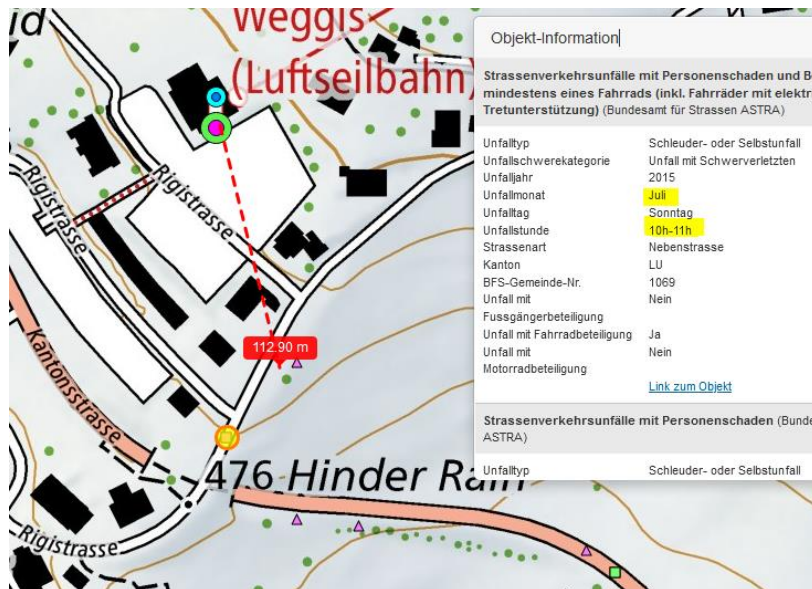 id
Weggis
(Luftseilbahn)
Rigistrasse
Rigistrasse
Kantonsstrasse
112.90 m
476 Hinder Rain
Rigistrasse
Objekt-Information
Strassenverkehrsunfälle mit Personenschaden und
mindestens eines Fahrrads (inkl. Fahrräder mit elektr
Tretunterstützung) (Bundesamt für Strassen ASTRA)
Unfalltyp Schleuder- oder Selbstunfall
Unfallschwerekategorie Unfall mit Schwerverletzten
Unfalljahr 2015
Unfallmonat Juli
Unfalltag Sonntag
Unfallstunde 10h-11h
Strassenart Nebenstrasse
Kanton LU
BFS-Gemeinde-Nr. 1069
Unfall mit Nein
Fussgängerbeteiligung
Unfall mit Fahrradbeteiligung Ja
Unfall mit Nein
Motorradbeteiligung
Link zum Objekt
Strassenverkehrsunfälle mit Personenschaden (Bunde
ASTRA)
Unfalltyp Schleuder- oder Selbstunfall